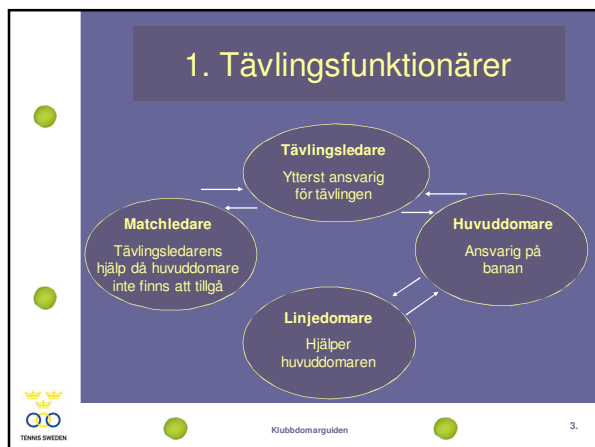 1. Tävlingsfunktionärer
Tävlingsledare
Ytterst ansvarig
för tävlingen
Matchledare
Tävlingsledarens
hjälp då huvuddomare
inte finns att tillgå
Huvuddomare
Ansvarig på
banan
Linjedomare
Hjälper
huvuddomaren
TENNIS SWEDEN
Klubbdomarguiden
3.